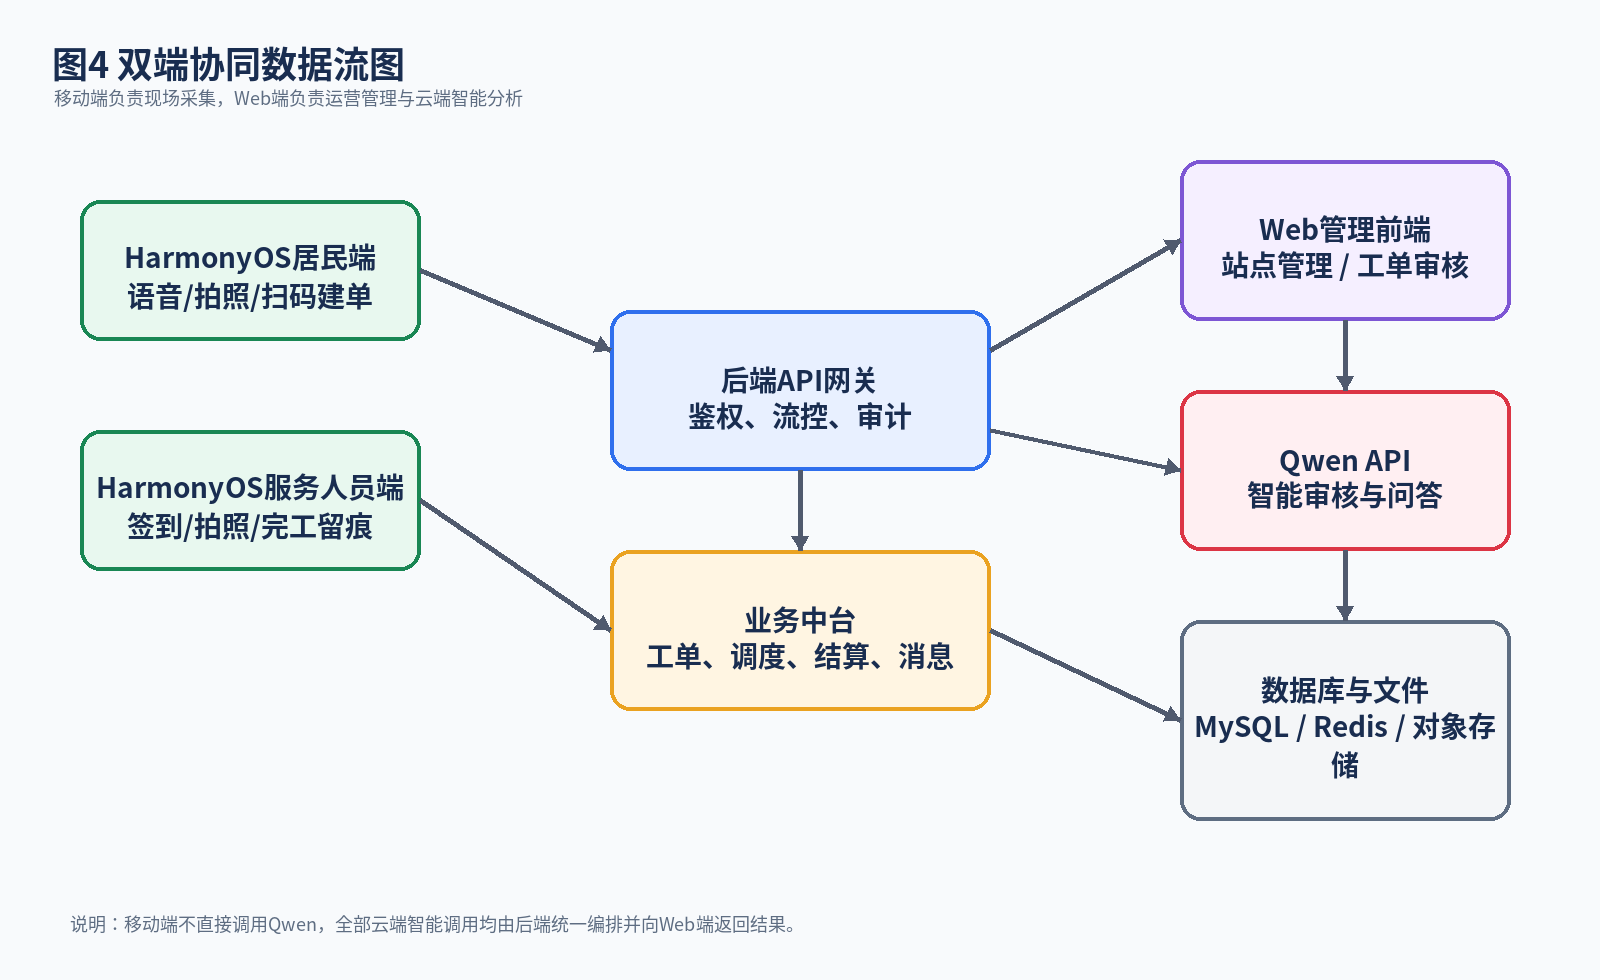 图4 双端协同数据流图
移动端负责现场采集，Web端负责运营管理与云端智能分析
HarmonyOS居民端
语音/拍照/扫码建单
HarmonyOS服务人员端
签到/拍照/完工留痕
后端API网关
鉴权、流控、审计
业务中台
工单、调度、结算、消息
Web管理前端
站点管理 / 工单审核
Qwen API
智能审核与问答
数据库与文件
MySQL / Redis / 对象存
储
说明：移动端不直接调用Qwen，全部云端智能调用均由后端统一编排并向Web端返回结果。